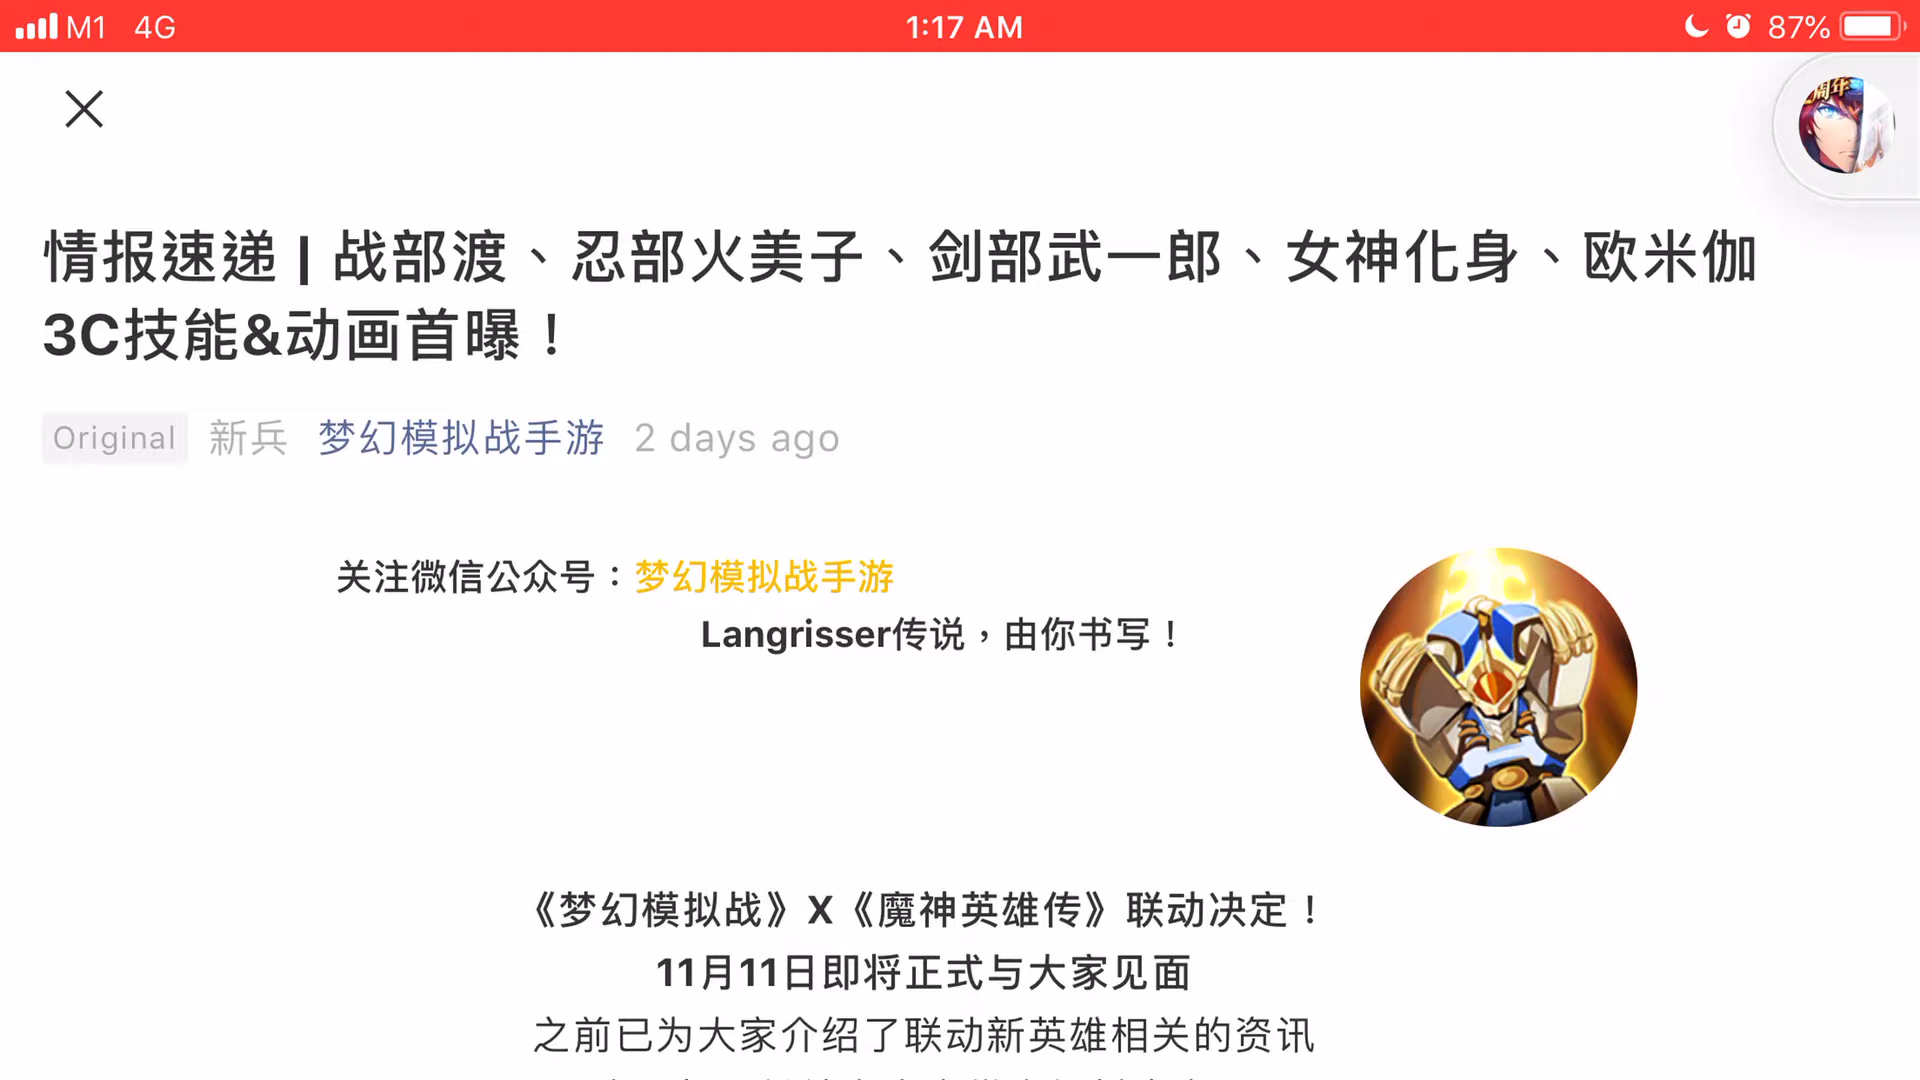 M1 4G 1:17 AM 87%
周年
情报速递 | 战部渡、忍部火美子、剑部武一郎、女神化身、欧米伽
3C技能&动画首曝！
Original 新兵 梦幻模拟战手游 2 days ago
关注微信公众号：梦幻模拟战手游
Langrisser传说，由你书写！
《梦幻模拟战》X《魔神英雄传》联动决定！
11月11日即将正式与大家见面
之前已为大家介绍了联动新英雄相关的资讯